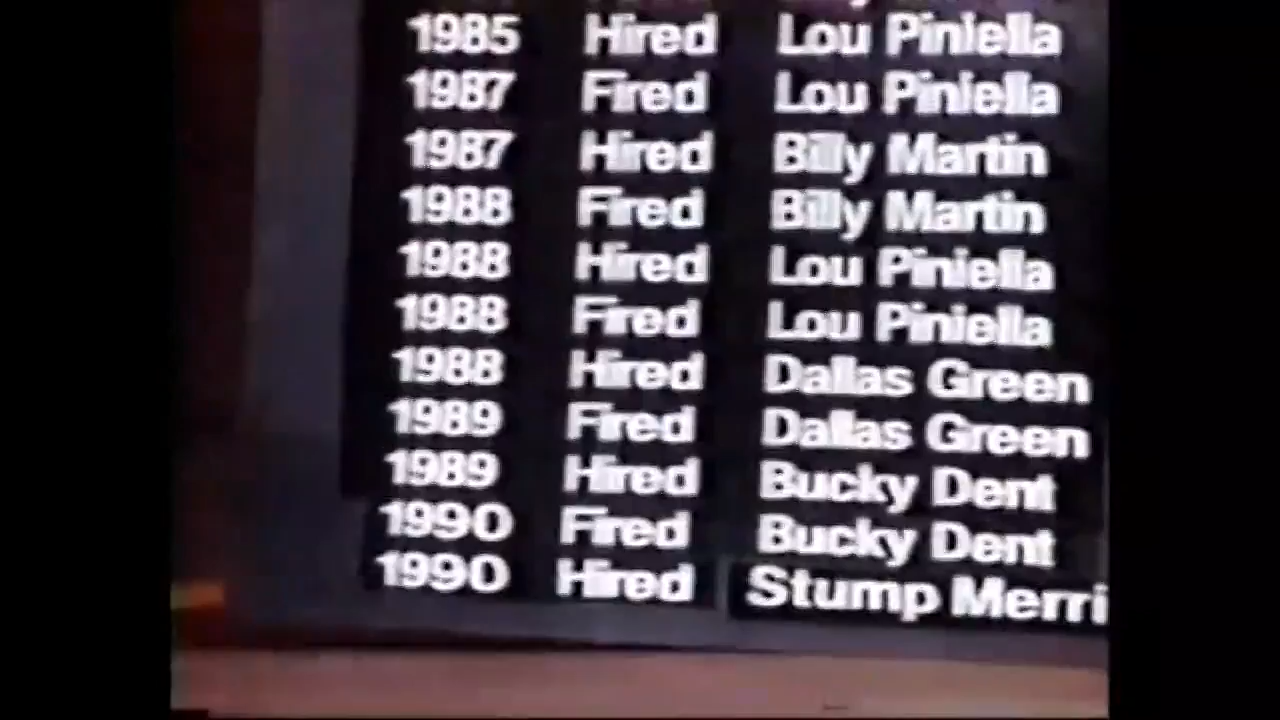 1985 Hired Lou Piniella
1987 Fired Lou Piniella
1987 Hired Billy Martin
1988 Fired Billy Martin
1988 Hired Lou Piniella
1988 Fired Lou Piniella
1988 Hired Dallas Green
1989 Fired Dallas Green
1989 Hired Bucky Dent
1990 Fired Bucky Dent
1990 Hired Stump Merri